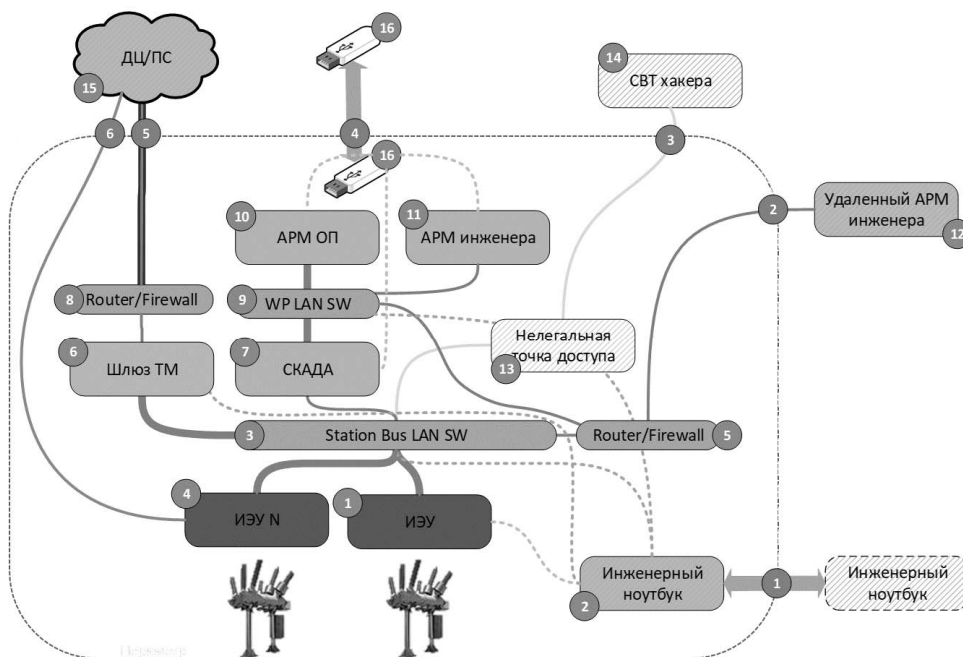 ДЦ/ПС
15
16
14
СВТ хакера
6
5
4
3
16
10
АРМ ОП
11
АРМ инженера
2
Удаленный АРМ
инженера
12
8
Router/Firewall
9
WP LAN SW
6
Шлюз ТМ
7
СКАДА
Нелегальная
точка доступа
13
3
Station Bus LAN SW
Router/Firewall
5
4
ИЭУ N
1
ИЭУ
Инженерный
ноутбук
2
1
Инженерный
ноутбук
Периметр